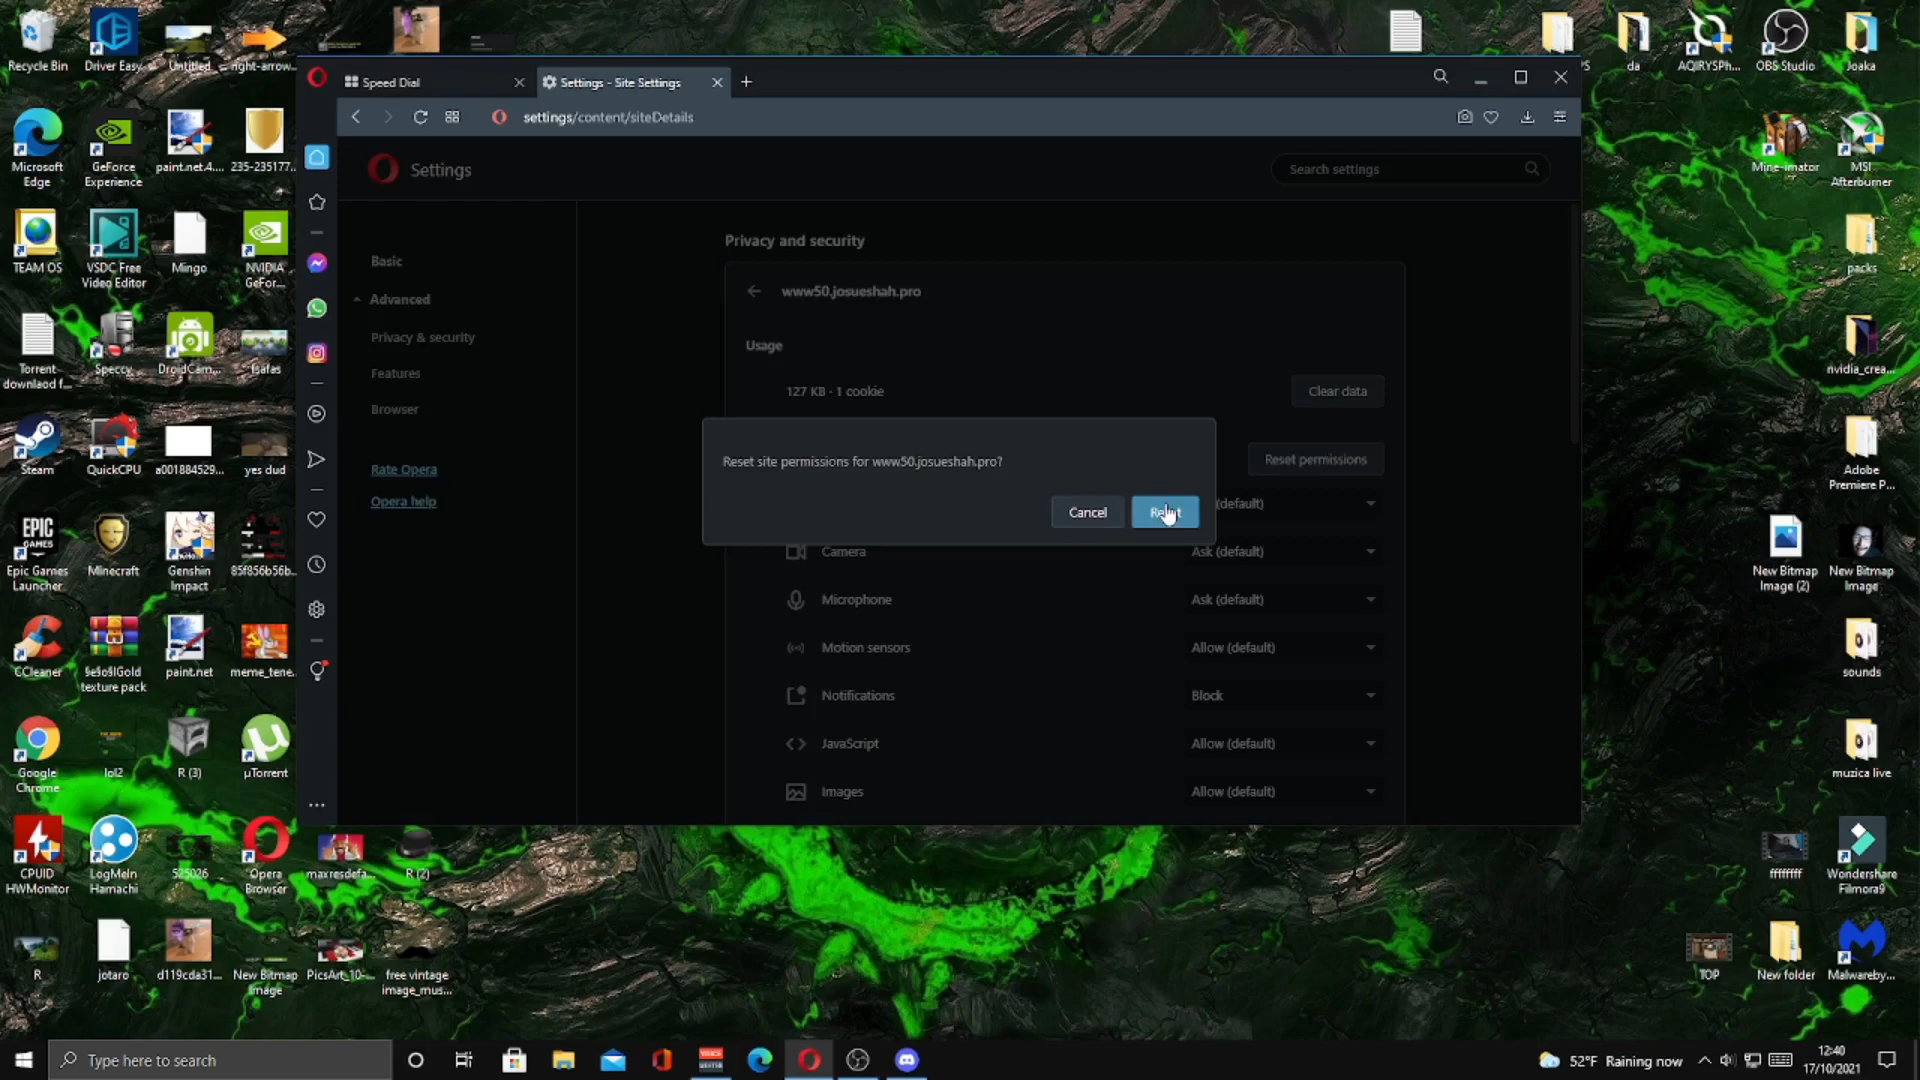 Speed Dial
Settings - Site Settings
settings/content/siteDetails
Settings
Search settings
Basic
Advanced
Privacy & security
Features
Browser
Rate Opera
Opera help
Privacy and security
www50.josueshah.pro
Usage
127 KB · 1 cookie
Clear data
Reset permissions
Reset site permissions for www50.josueshah.pro?
Cancel
(default)
Camera
Ask (default)
Microphone
Ask (default)
Motion sensors
Allow (default)
Notifications
Block
JavaScript
Allow (default)
Images
Allow (default)
Recycle Bin
Driver Easy
Untitled
right-arrow...
Microsoft
Edge
GeForce
Experience
paint.net.4....
235-235177...
TEAM OS
VSDC Free
Video Editor
Mingo
NVIDIA
GeFor...
Torrent
downlaod f...
Speccy
DroidCam...
fsafas
Steam
QuickCPU
a001884529...
yes dud
Epic Games
Launcher
Minecraft
Genshin
Impact
85f856b56b...
CCleaner
§e§o§lGold
texture pack
paint.net
meme_tene...
Google
Chrome
lol2
R (3)
µTorrent
CPUID
HWMonitor
LogMeIn
Hamachi
525026
Opera
Browser
maxresdefa...
R (2)
R
jotaro
d119cda31...
New Bitmap
Image
PicsArt_10-...
free vintage
image_mus...
da
AQIRYSPh...
OBS Studio
Joaka
Mine-imator
MSI
Afterburner
packs
nvidia_crea...
Adobe
Premiere P...
New Bitmap
Image (2)
New Bitmap
Image
sounds
muzica live
ffffffff
Wondershare
Filmora9
TOP
New folder
Malwareby...
Type here to search
52°F Raining now
12:40
17/10/2021